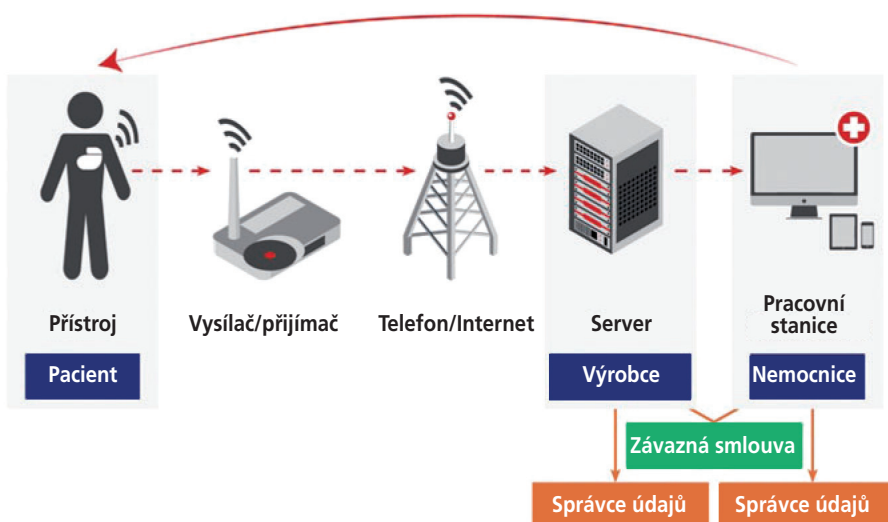 Přístroj
Vysílač/přijímač
Telefon/Internet
Server
Pracovní
stanice
Pacient
Výrobce
Nemocnice
Závazná smlouva
Správce údajů
Správce údajů